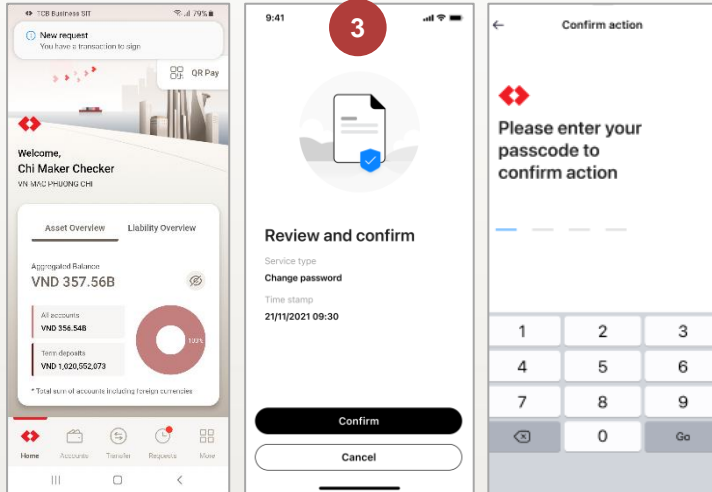 TCB Business SIT
79%
New request
You have a transaction to sign
QR Pay
Welcome,
Chi Maker Checker
VN MAC PHUONG CHI
Asset Overview
Liability Overview
Aggregated Balance
VND 357.56B
All accounts
VND 356.54B
Term deposits
VND 1,020,552,073
100%
* Total sum of accounts including foreign currencies
Home
Accounts
Transfer
Requests
More
9:41
3
Review and confirm
Service type
Change password
Time stamp
21/11/2021 09:30
Confirm
Cancel
Confirm action
Please enter your
passcode to
confirm action
1 2 3
4 5 6
7 8 9
0 Go